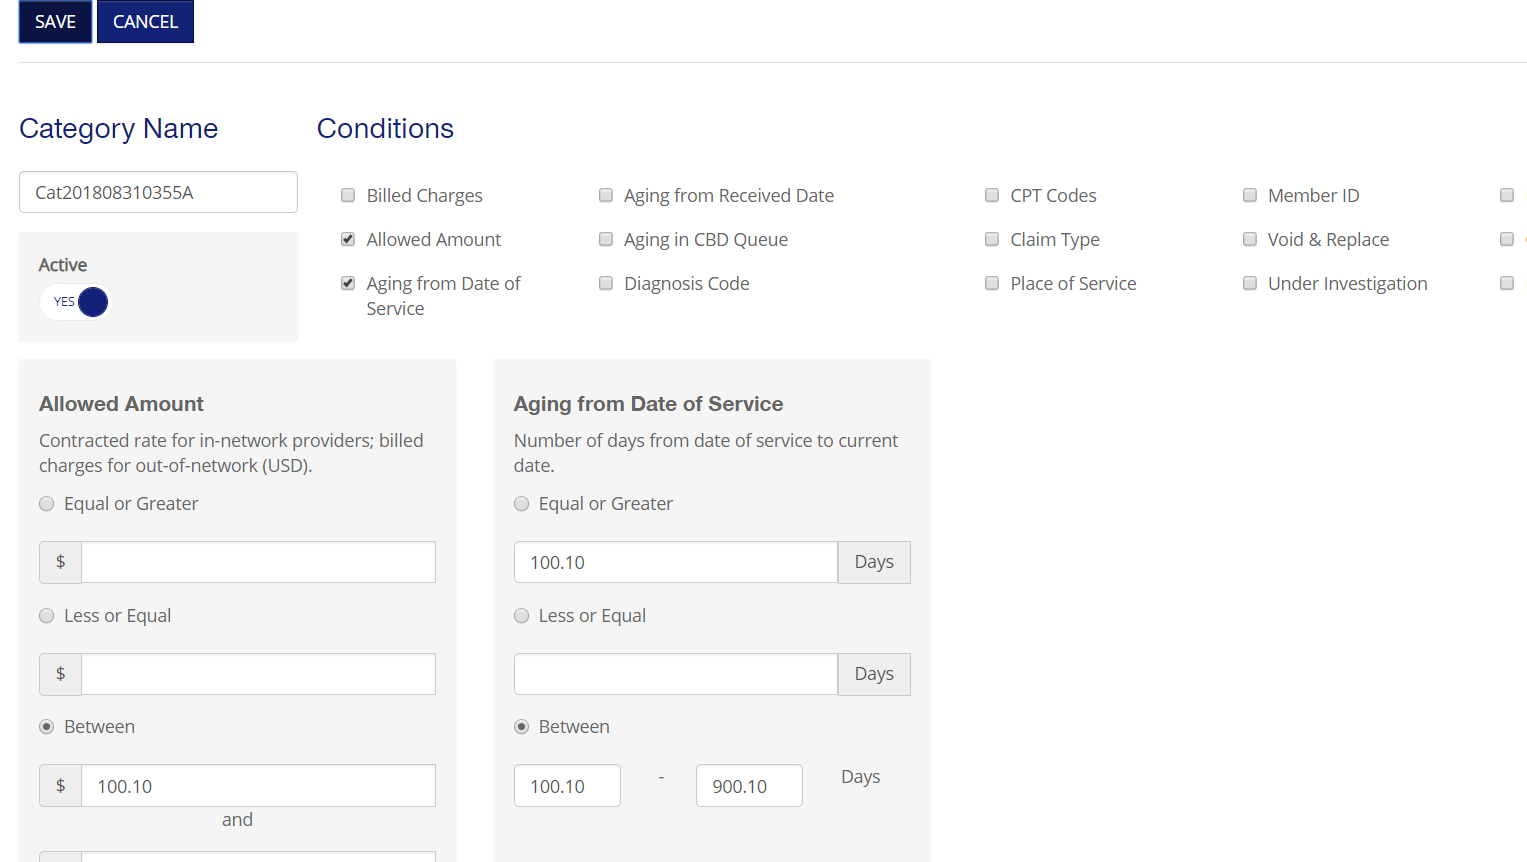 SAVE CANCEL
Category Name
Conditions
Cat201808310355A
Active
YES
Billed Charges
Allowed Amount
Aging from Date of
Service
Aging from Received Date
Aging in CBD Queue
Diagnosis Code
CPT Codes
Claim Type
Place of Service
Member ID
Void & Replace
Under Investigation
Allowed Amount
Contracted rate for in-network providers; billed
charges for out-of-network (USD).
Equal or Greater
$
Less or Equal
$
Between
$ 100.10
and
Aging from Date of Service
Number of days from date of service to current
date.
Equal or Greater
100.10 Days
Less or Equal
Days
Between
100.10 - 900.10 Days